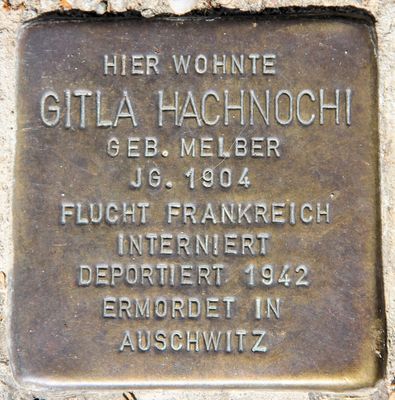 HIER WOHNTE
GITLA HACHNOCHI
GEB. MELBER
JG. 1904
FLUCHT FRANKREICH
INTERNIERT
DEPORTIERT 1942
ERMORDET IN
AUSCHWITZ